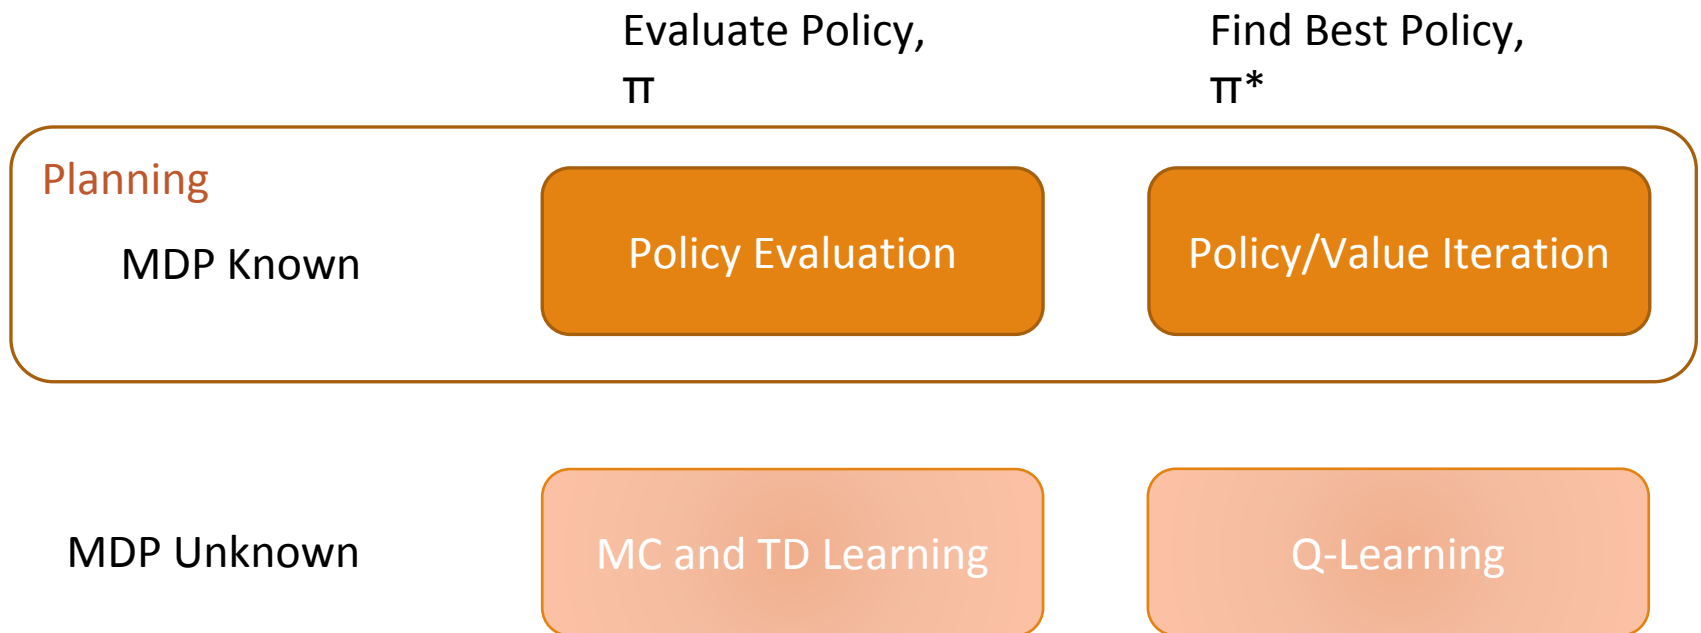 Evaluate Policy,
π
Find Best Policy,
π*
Planning
MDP Known
Policy Evaluation
Policy/Value Iteration
MDP Unknown
MC and TD Learning
Q-Learning